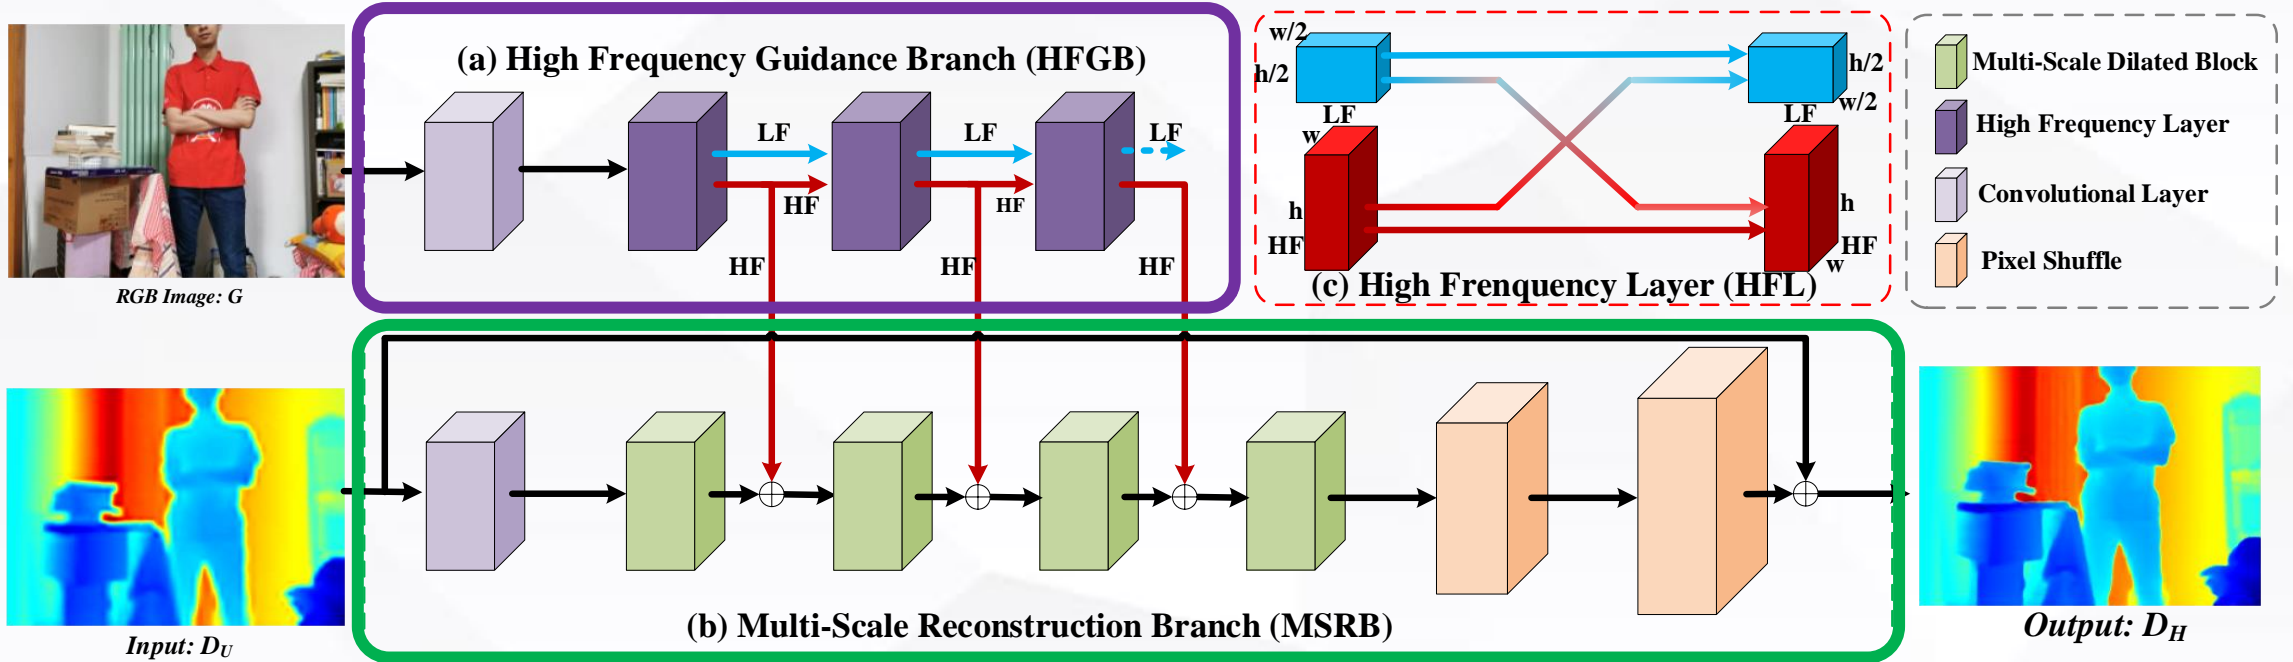 (a) High Frequency Guidance Branch (HFGB)
LF
LF
LF
HF
HF
HF
HF
HF
RGB Image: G
w/2
h/2
LF
w
h
HF
h/2
w/2
LF
h
HF
w
(c) High Frenquency Layer (HFL)
Multi-Scale Dilated Block
High Frequency Layer
Convolutional Layer
Pixel Shuffle
Input: D_U
(b) Multi-Scale Reconstruction Branch (MSRB)
Output: D_H